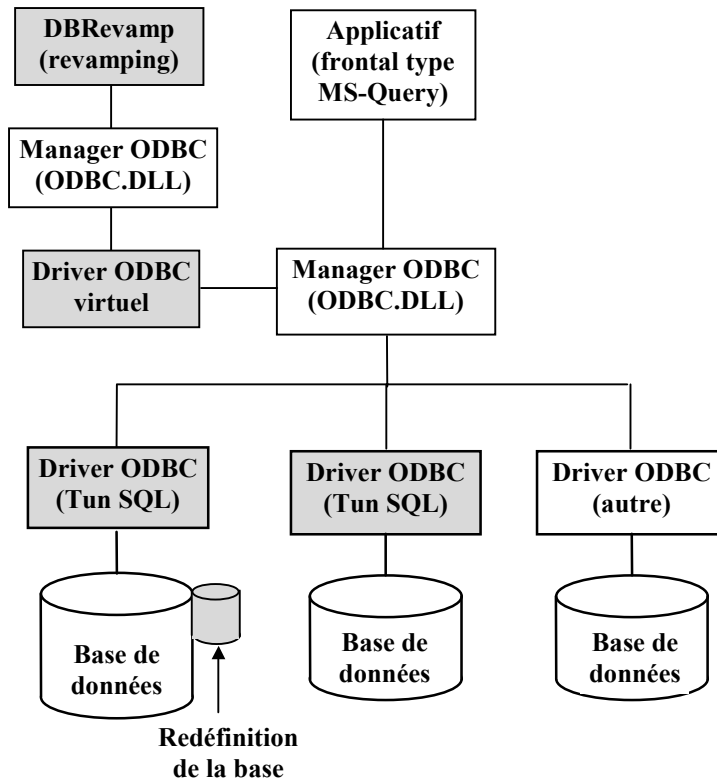 DBRevamp
(revamping)
Applicatif
(frontal type
MS-Query)
Manager ODBC
(ODBC.DLL)
Driver ODBC
virtuel
Manager ODBC
(ODBC.DLL)
Driver ODBC
(Tun SQL)
Driver ODBC
(Tun SQL)
Driver ODBC
(autre)
Base de
données
Base de
données
Base de
données
Redéfinition
de la base